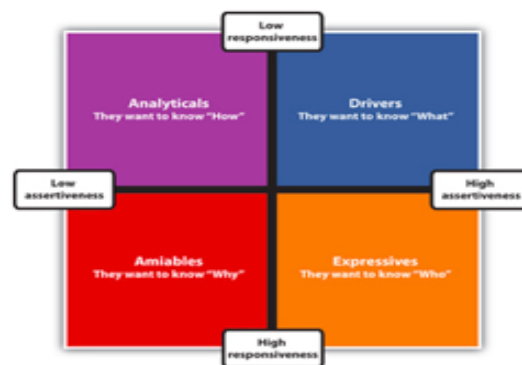 Low
responsiveness
Analyticals
They want to know "How"
Drivers
They want to know "What"
Low
assertiveness
High
assertiveness
Amiables
They want to know "Why"
Expressives
They want to know "Who"
High
responsiveness